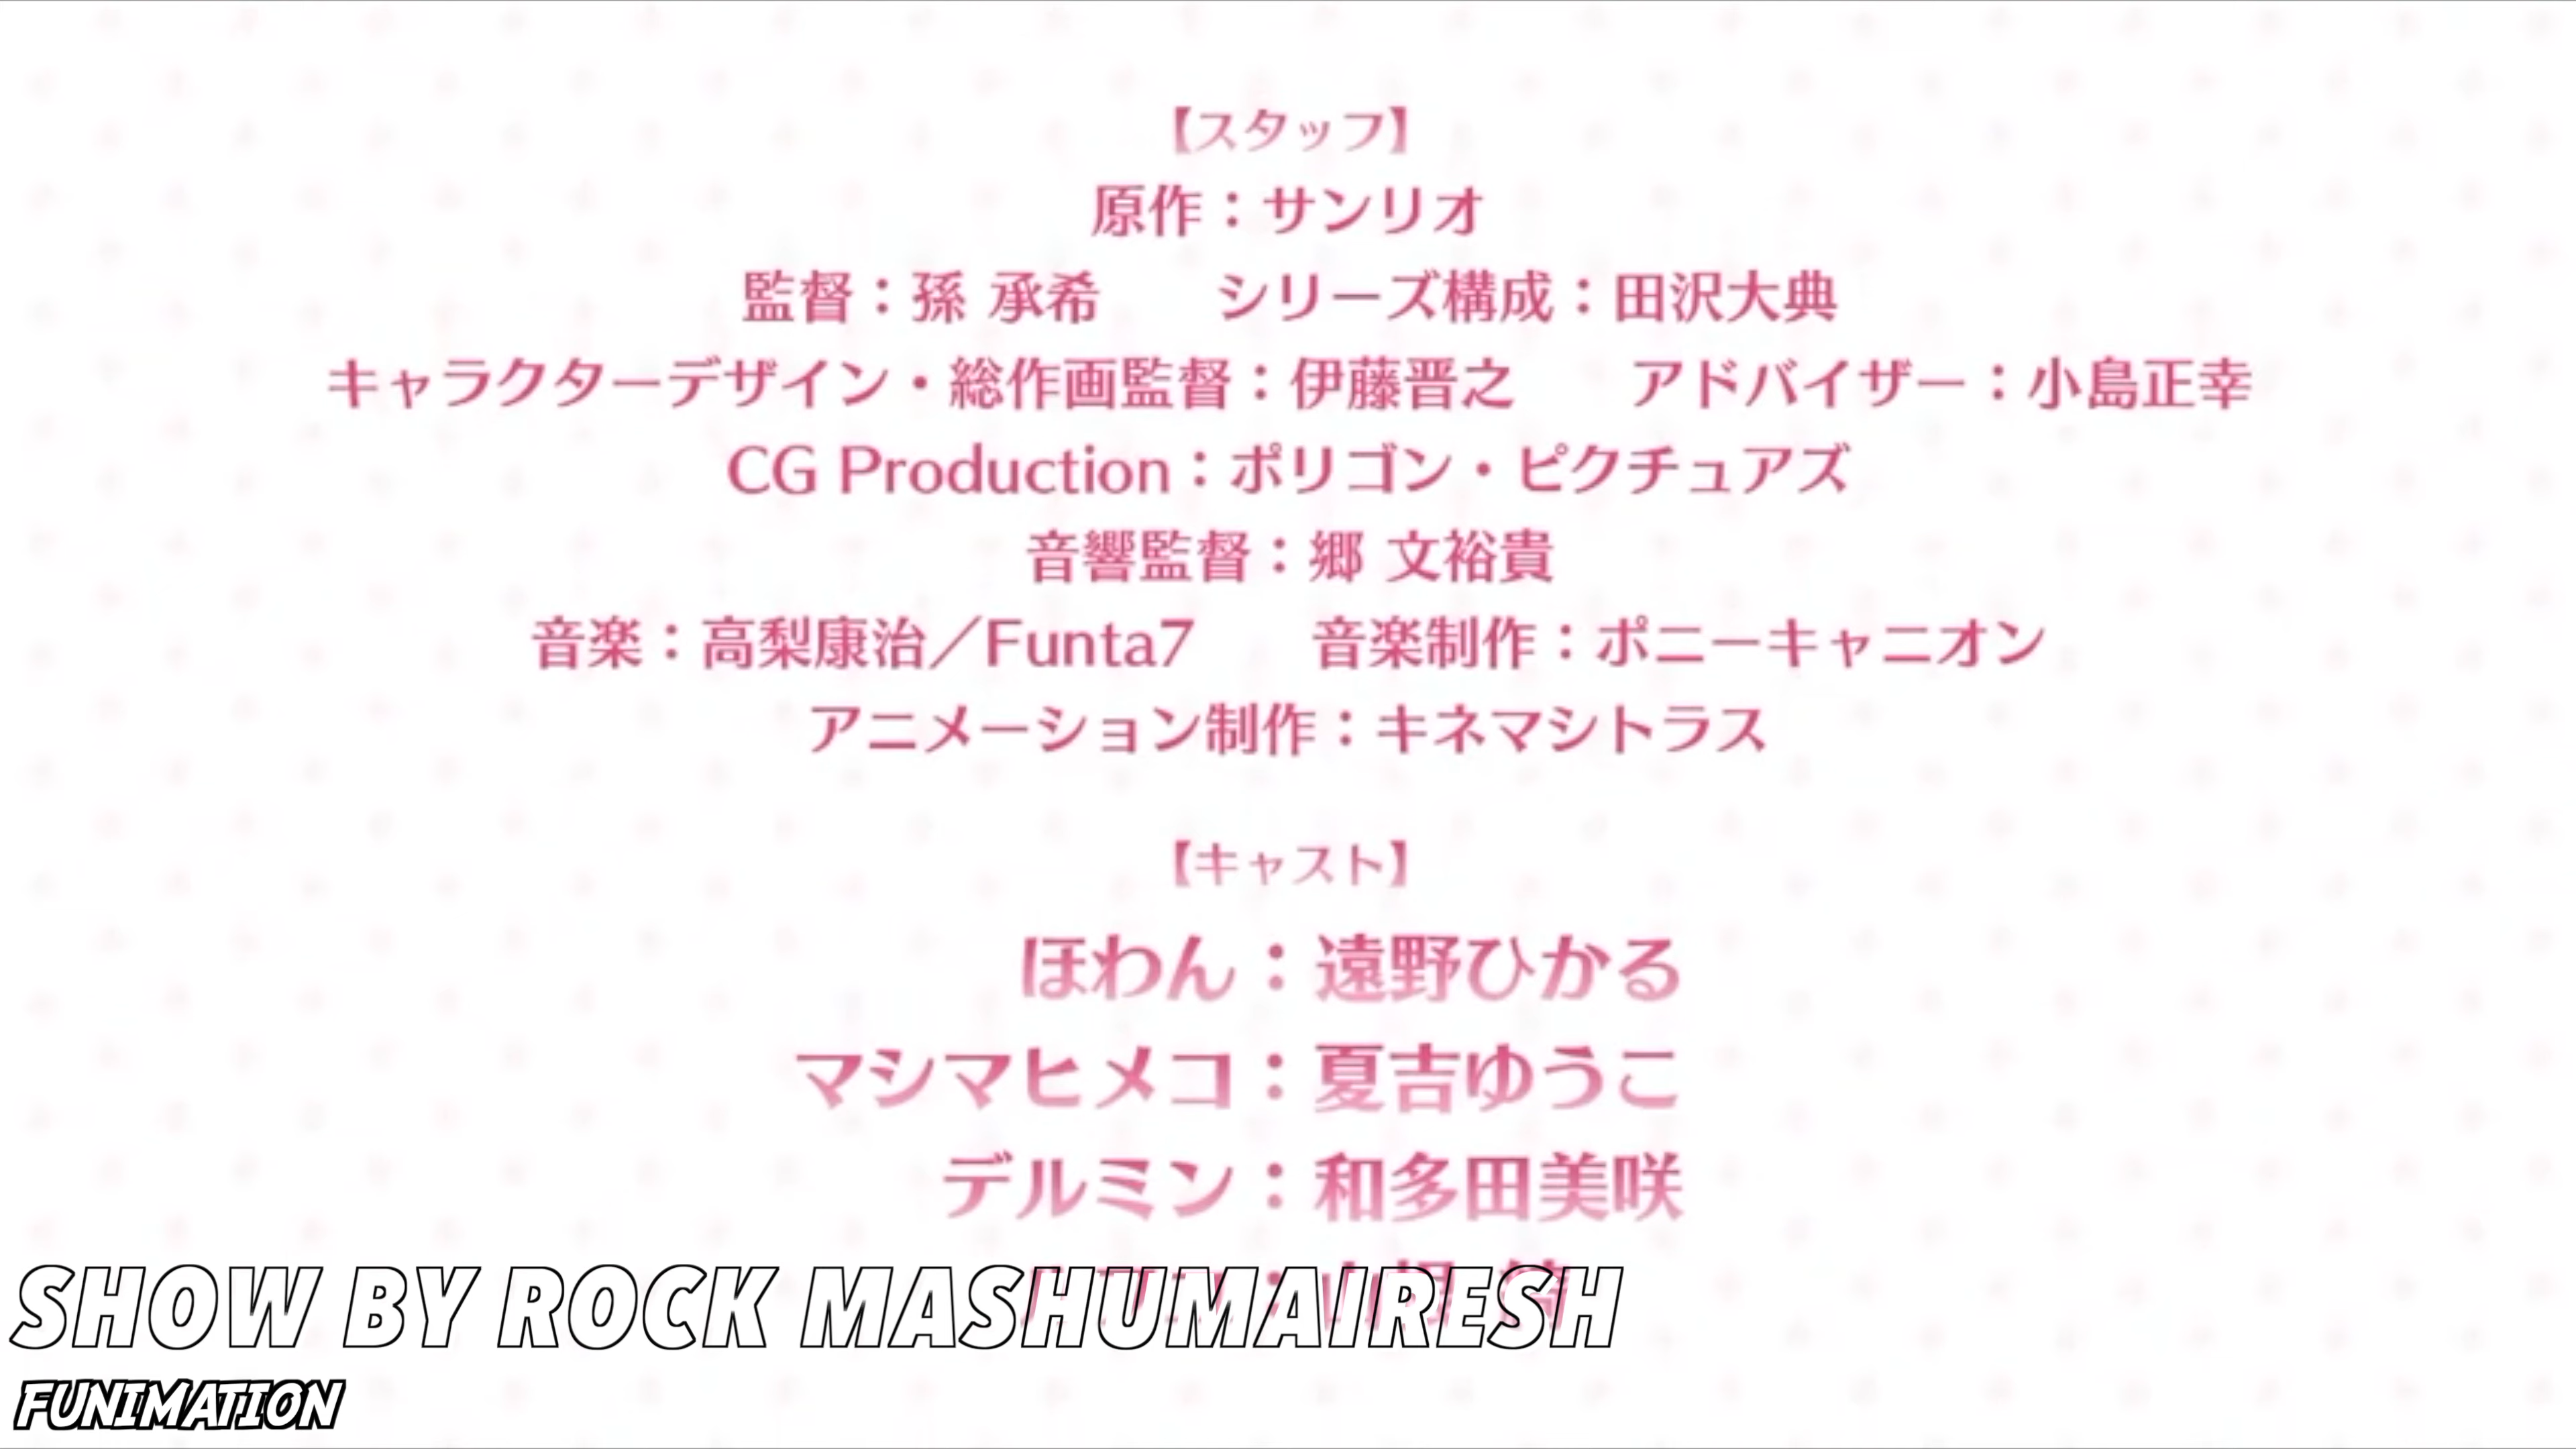 【スタッフ】
原作：サンリオ
監督：孫 承希　　シリーズ構成：田沢大典
キャラクターデザイン・総作画監督：伊藤晋之　　アドバイザー：小島正幸
CG Production：ポリゴン・ピクチュアズ
音響監督：郷 文裕貴
音楽：高梨康治／Funta7　　音楽制作：ポニーキャニオン
アニメーション制作：キネマシトラス
【キャスト】
ほわん：遠野ひかる
マシマヒメコ：夏吉ゆうこ
デルミン：和多田美咲
SHOW BY ROCK MASHUMAIRESH
FUNIMATION